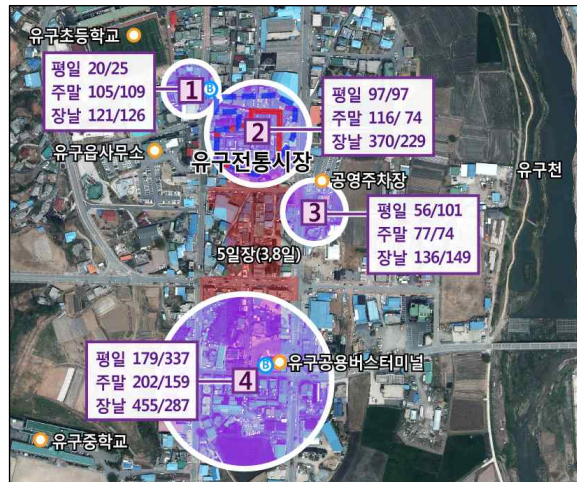 유구초등학교
평일 20/25
주말 105/109
장날 121/126
1
B
평일 97/97
주말 116/ 74
장날 370/229
2
유구전통시장
유구읍사무소
공영주차장
유구천
3
평일 56/101
주말 77/74
장날 136/149
5일장(3,8일)
평일 179/337
주말 202/159
장날 455/287
4
B
유구공용버스터미널
유구중학교